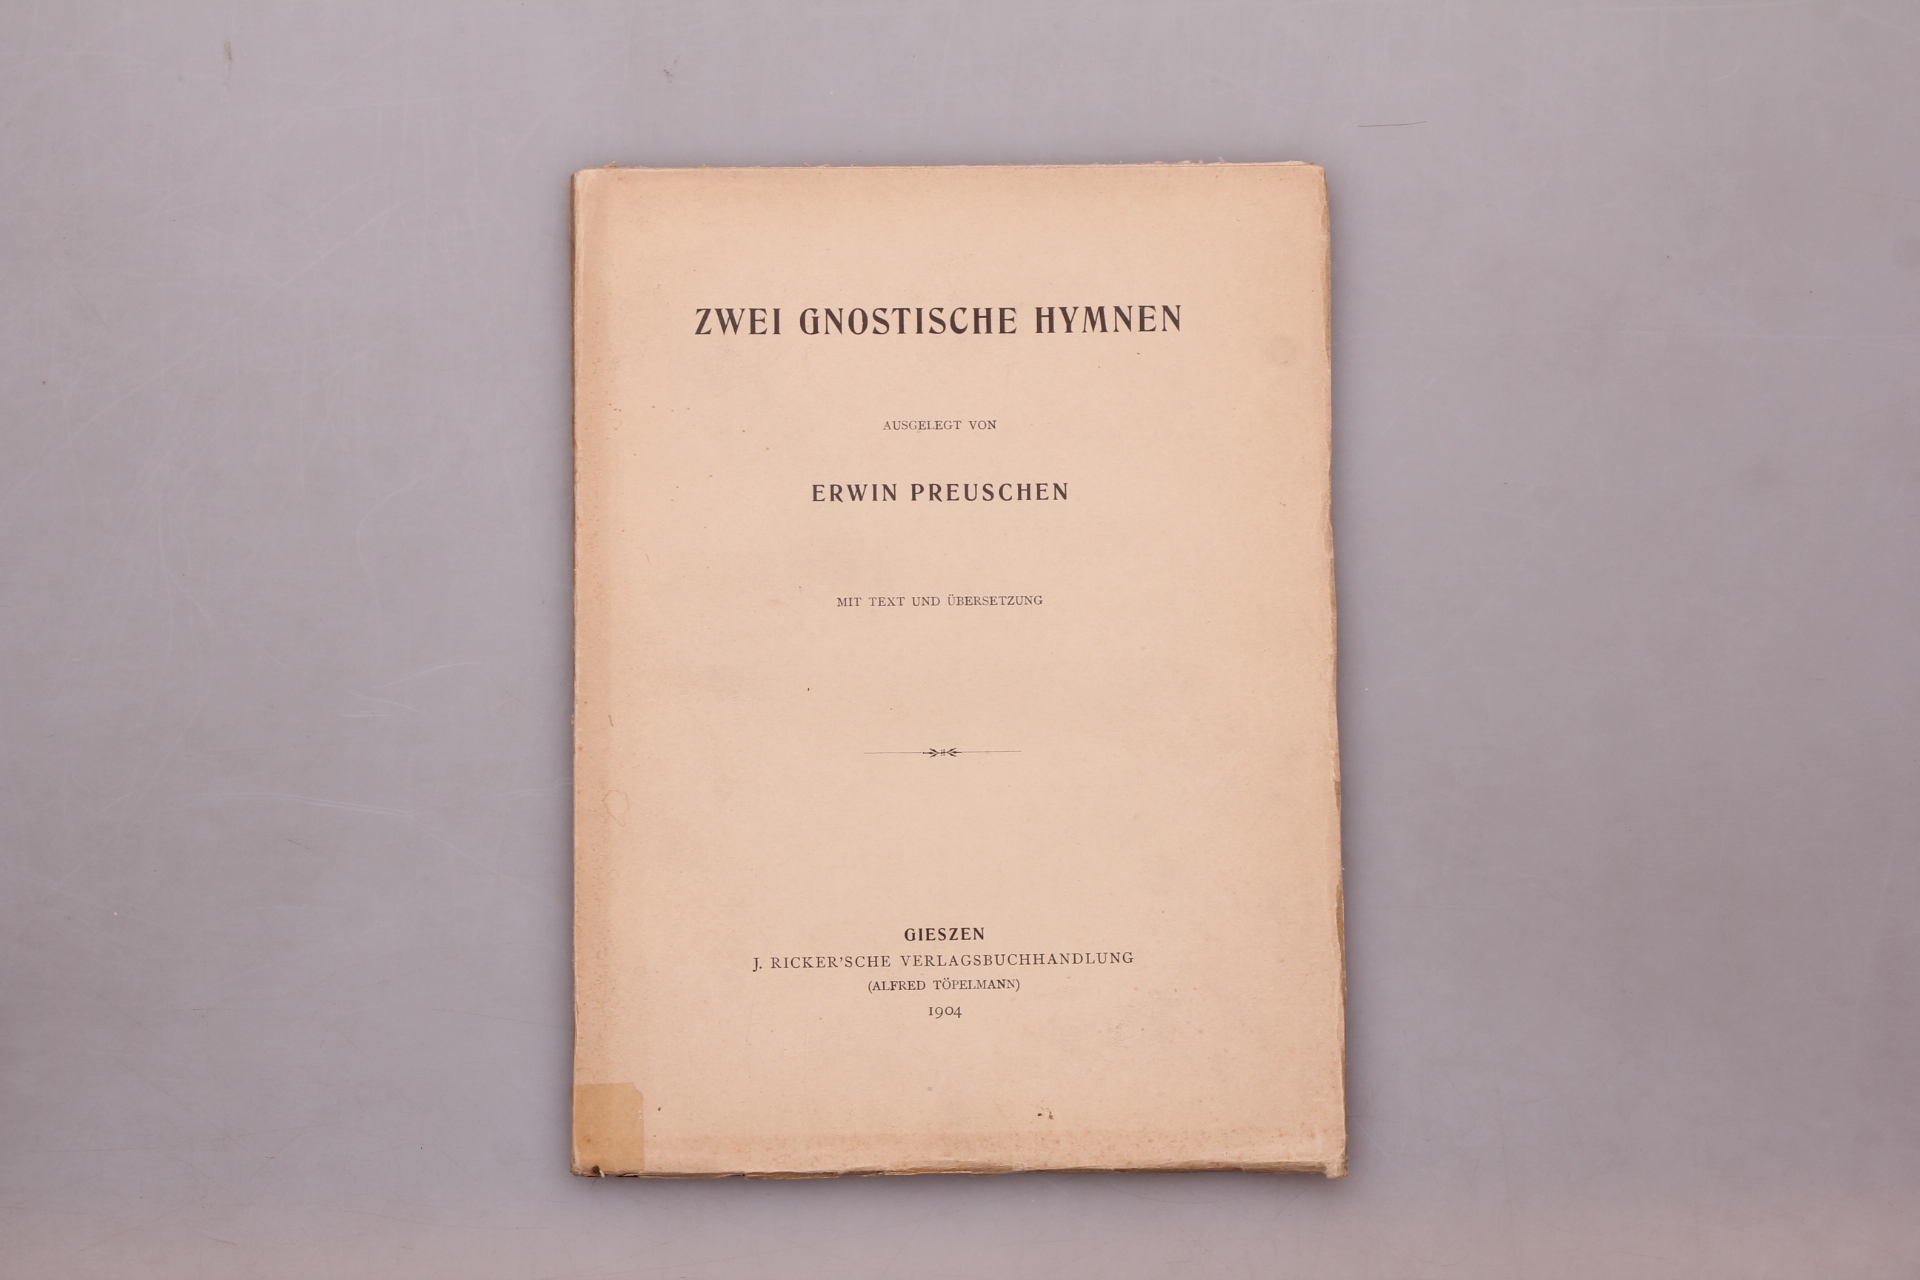 ZWEI GNOSTISCHE HYMNEN
AUSGELEGT VON
ERWIN PREUSCHEN
MIT TEXT UND ÜBERSETZUNG
GIESZEN
J. RICKER'SCHE VERLAGSBUCHHANDLUNG
(ALFRED TÖPELMANN)
1904